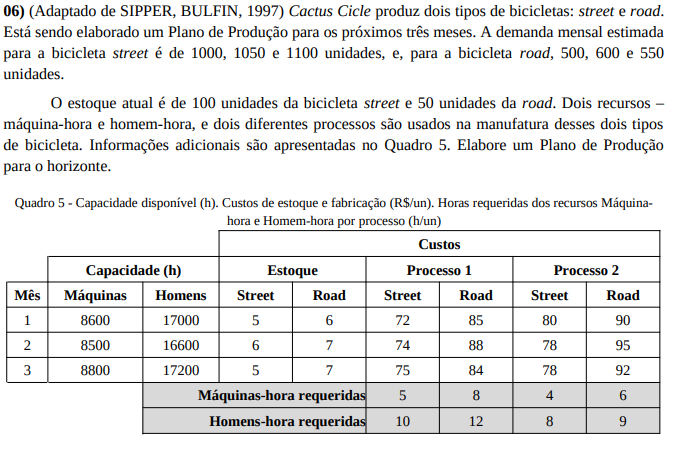 06) (Adaptado de SIPPER, BULFIN, 1997) Cactus Cicle produz dois tipos de bicicletas: street e road.
Está sendo elaborado um Plano de Produção para os próximos três meses. A demanda mensal estimada
para a bicicleta street é de 1000, 1050 e 1100 unidades, e, para a bicicleta road, 500, 600 e 550
unidades.
O estoque atual é de 100 unidades da bicicleta street e 50 unidades da road. Dois recursos –
máquina-hora e homem-hora, e dois diferentes processos são usados na manufatura desses dois tipos
de bicicleta. Informações adicionais são apresentadas no Quadro 5. Elabore um Plano de Produção
para o horizonte.
Quadro 5 - Capacidade disponível (h). Custos de estoque e fabricação (R$/un). Horas requeridas dos recursos Máquina-
hora e Homem-hora por processo (h/un)
Custos
Capacidade (h) Estoque Processo 1 Processo 2
Mês Máquinas Homens Street Road Street Road Street Road
1 8600 17000 5 6 72 85 80 90
2 8500 16600 6 7 74 88 78 95
3 8800 17200 5 7 75 84 78 92
Máquinas-hora requeridas 5 8 4 6
Homens-hora requeridas 10 12 8 9